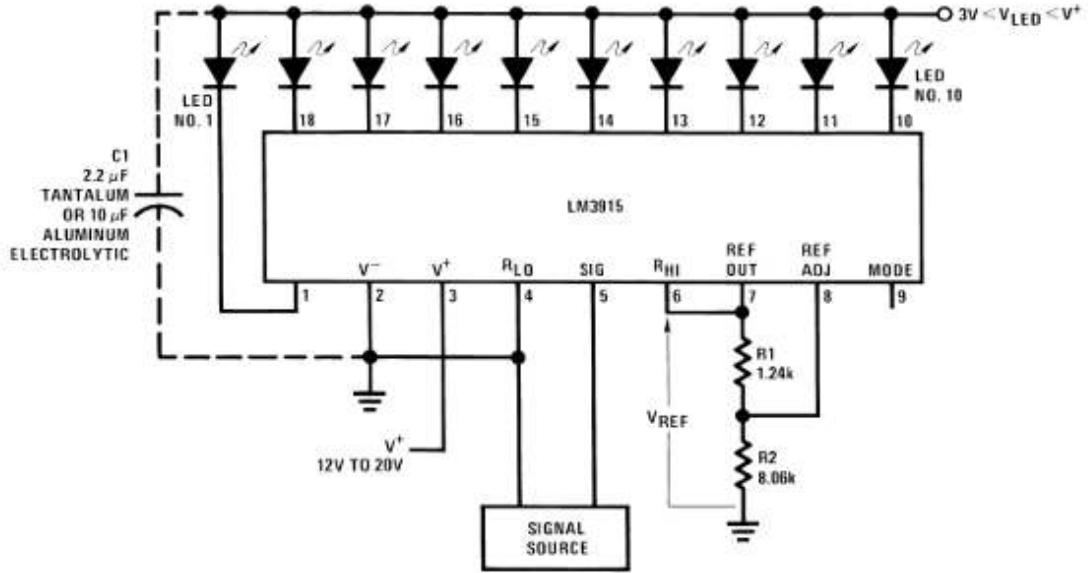 3V < VLED < V+
LED
NO. 1
LED
NO. 10
18 17 16 15 14 13 12 11 10
C1
2.2 µF
TANTALUM
OR 10 µF
ALUMINUM
ELECTROLYTIC
LM3915
V− V+ RLO SIG RHI REF OUT REF ADJ MODE
1 2 3 4 5 6 7 8 9
R1
1.24k
VREF
V+
12V TO 20V
R2
8.06k
SIGNAL
SOURCE